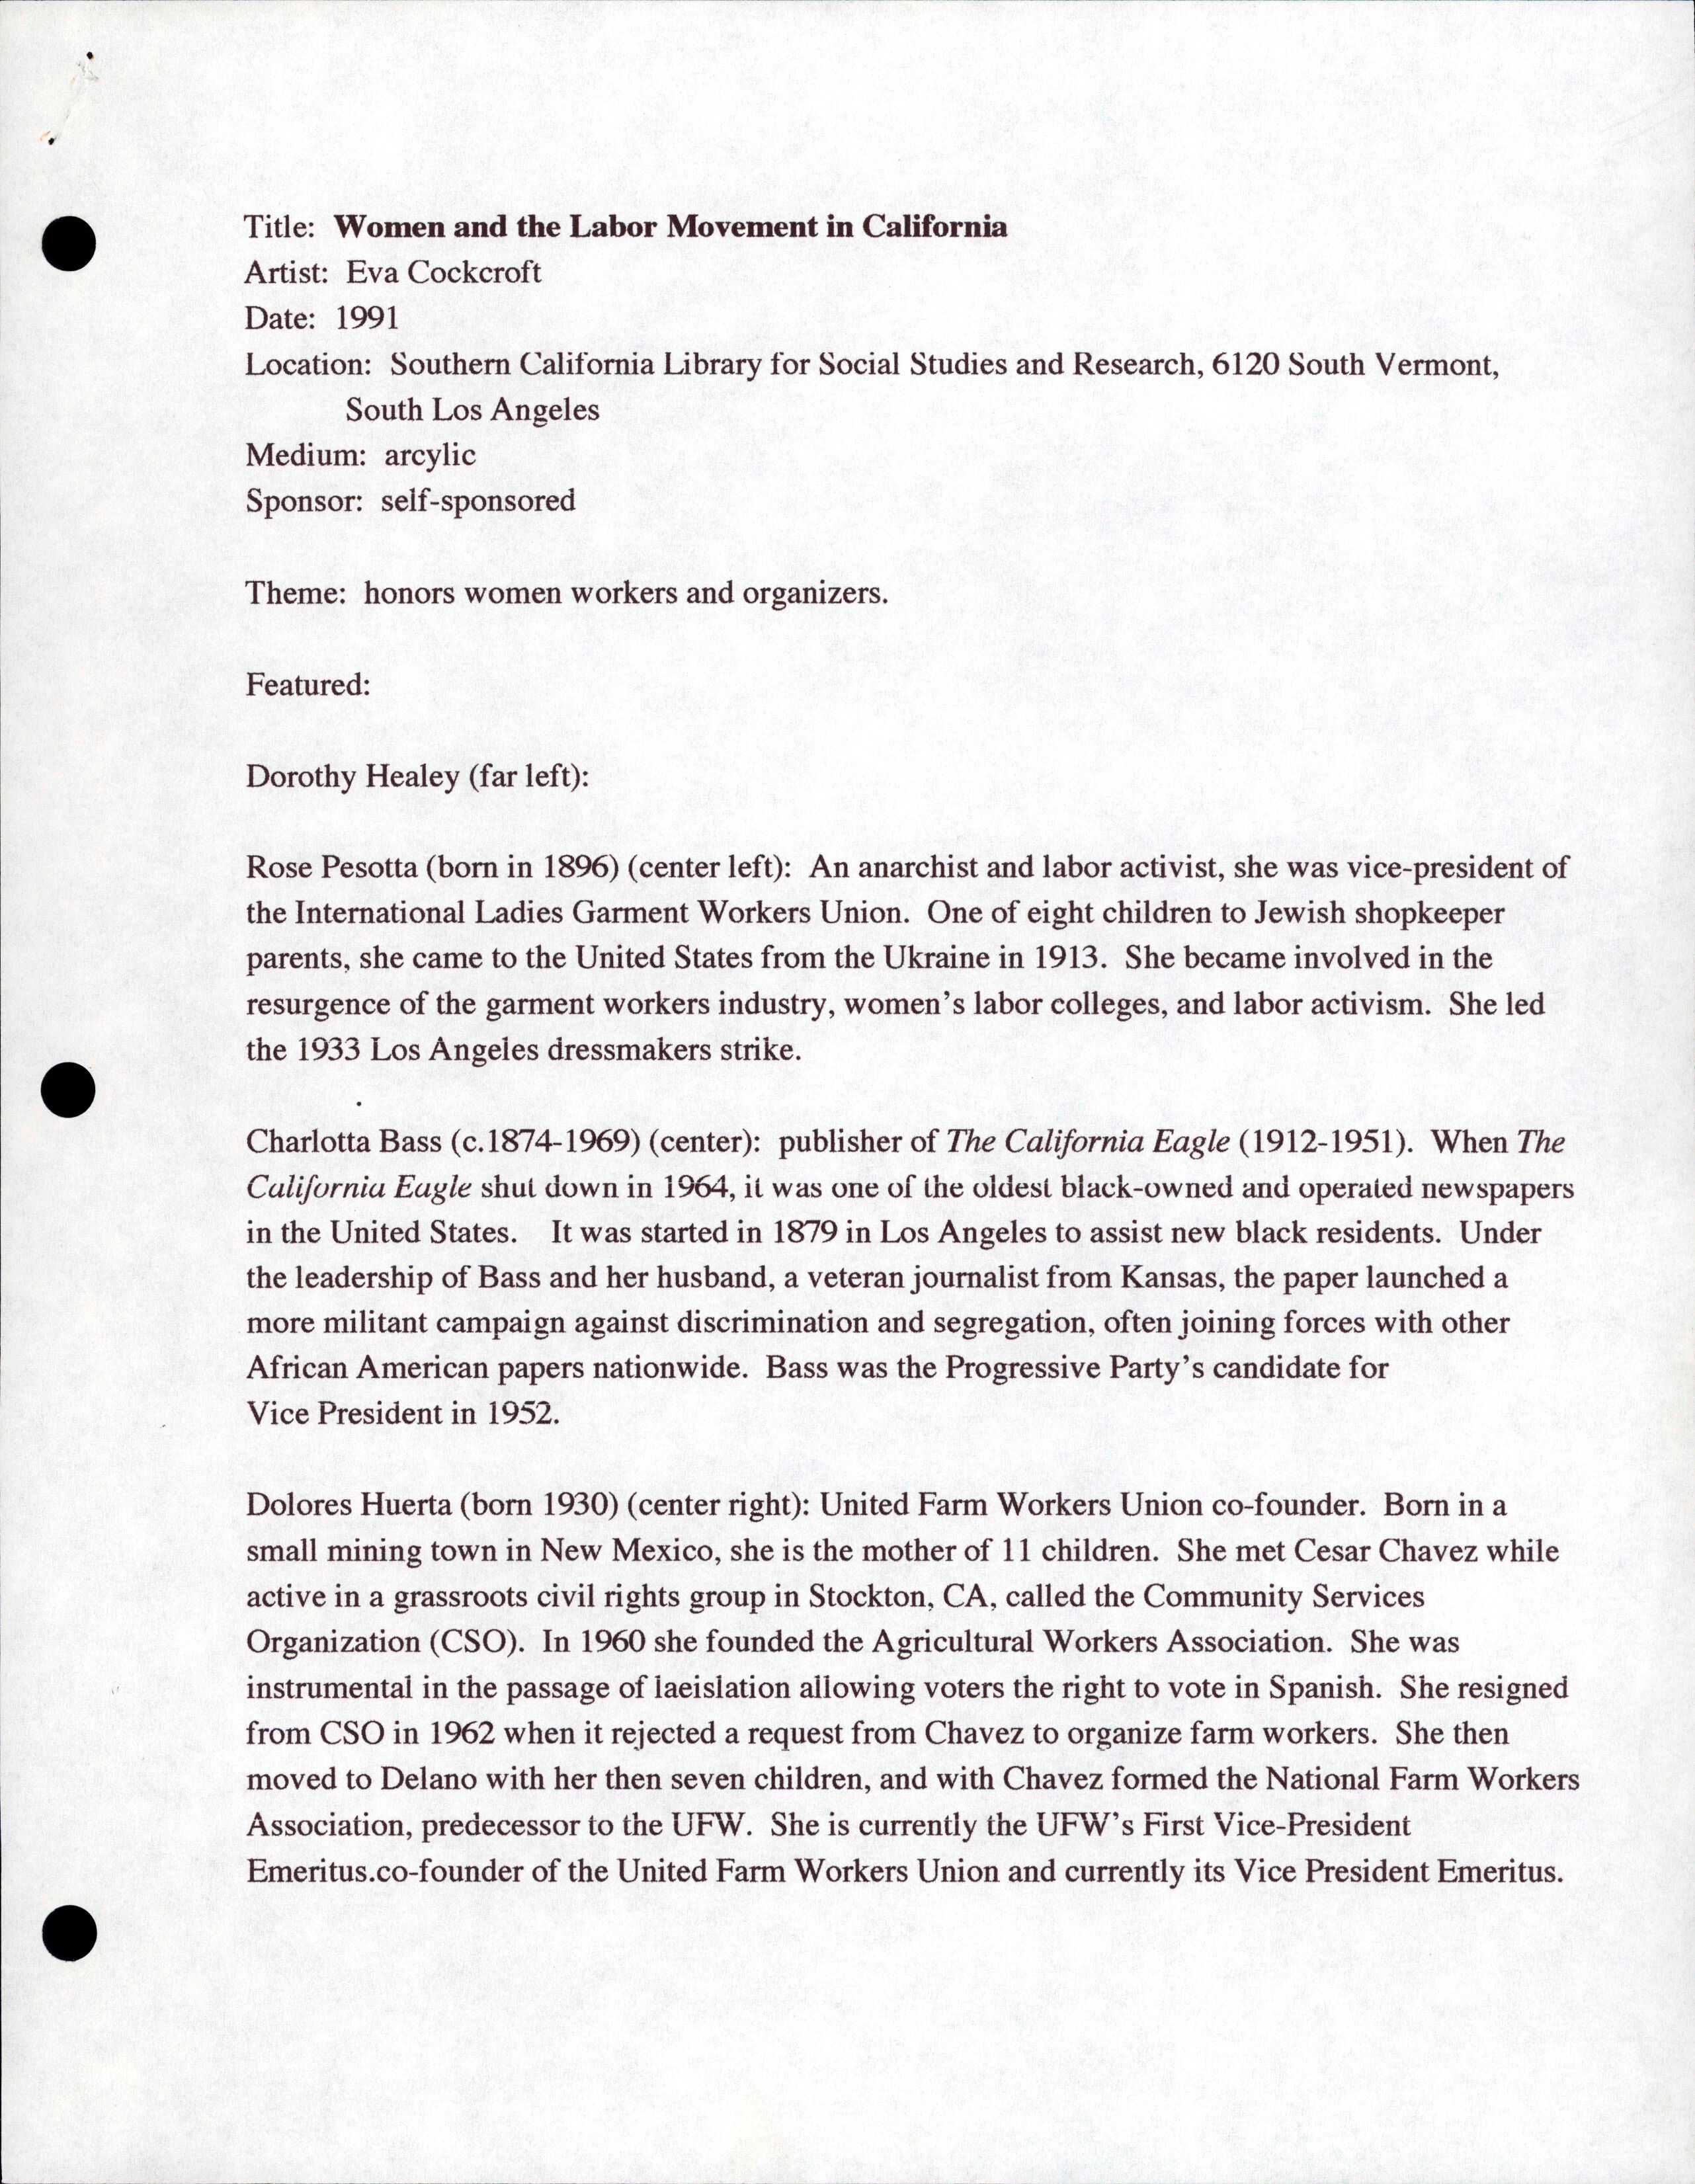 Title: Women and the Labor Movement in California
Artist: Eva Cockcroft
Date: 1991
Location: Southern California Library for Social Studies and Research, 6120 South Vermont,
South Los Angeles
Medium: arcylic
Sponsor: self-sponsored
Theme: honors women workers and organizers.
Featured:
Dorothy Healey (far left):
Rose Pesotta (born in 1896) (center left): An anarchist and labor activist, she was vice-president of
the International Ladies Garment Workers Union. One of eight children to Jewish shopkeeper
parents, she came to the United States from the Ukraine in 1913. She became involved in the
resurgence of the garment workers industry, women's labor colleges, and labor activism. She led
the 1933 Los Angeles dressmakers strike.
Charlotta Bass (c.1874-1969) (center): publisher of The California Eagle (1912-1951). When The
California Eagle shut down in 1964, it was one of the oldest black-owned and operated newspapers
in the United States. It was started in 1879 in Los Angeles to assist new black residents. Under
the leadership of Bass and her husband, a veteran journalist from Kansas, the paper launched a
more militant campaign against discrimination and segregation, often joining forces with other
African American papers nationwide. Bass was the Progressive Party's candidate for
Vice President in 1952.
Dolores Huerta (born 1930) (center right): United Farm Workers Union co-founder. Born in a
small mining town in New Mexico, she is the mother of 11 children. She met Cesar Chavez while
active in a grassroots civil rights group in Stockton, CA, called the Community Services
Organization (CSO). In 1960 she founded the Agricultural Workers Association. She was
instrumental in the passage of laeislation allowing voters the right to vote in Spanish. She resigned
from CSO in 1962 when it rejected a request from Chavez to organize farm workers. She then
moved to Delano with her then seven children, and with Chavez formed the National Farm Workers
Association, predecessor to the UFW. She is currently the UFW's First Vice-President
Emeritus.co-founder of the United Farm Workers Union and currently its Vice President Emeritus.